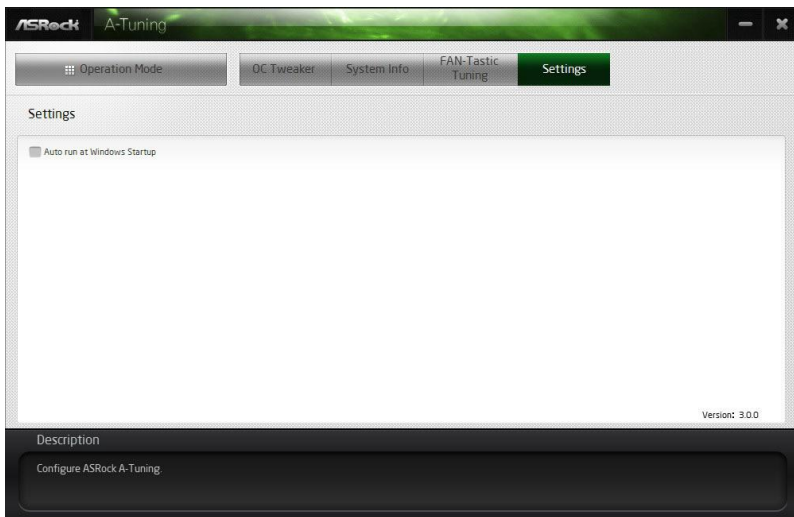 ASRock A-Tuning
Operation Mode
OC Tweaker
System Info
FAN-Tastic
Tuning
Settings
Settings
Auto run at Windows Startup
Version: 3.0.0
Description
Configure ASRock A-Tuning.